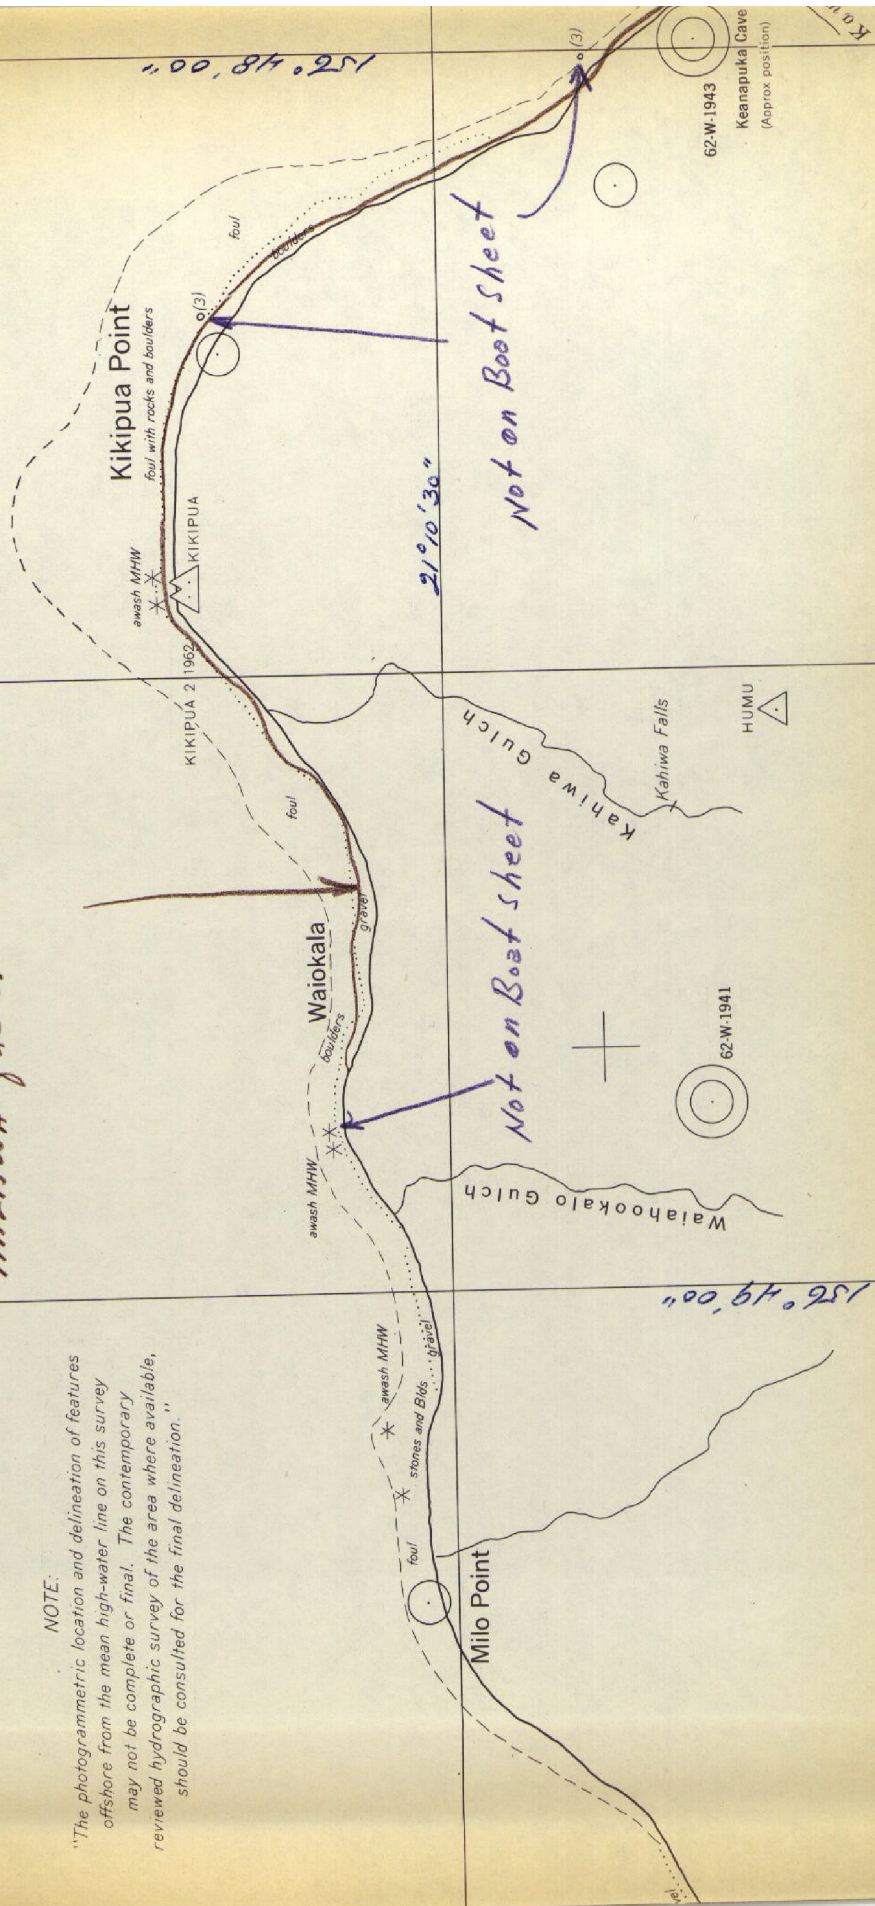 NOTE:
"The photogrammetric location and delineation of features
offshore from the mean high-water line on this survey
may not be complete or final. The contemporary
reviewed hydrographic survey of the area where available,
should be consulted for the final delineation."
156° 48' 00"
(3)
Keanapuka Cave
(Approx position)
62-W-1943
foul
boulders
(3)
Kikipua Point
foul with rocks and boulders
Not on Boat Sheet
21°10'30"
awash MHW
KIKIPUA
KIKIPUA 2 1962
foul
Kahiwa Gulch
Kahiwa Falls
HUMU
gravel
Waiokala
boulders
Not on Boat Sheet
62-W-1941
awash MHW
Waiahookalo Gulch
156° 49' 00"
awash MHW
gravel
stones and Blds
foul
Milo Point